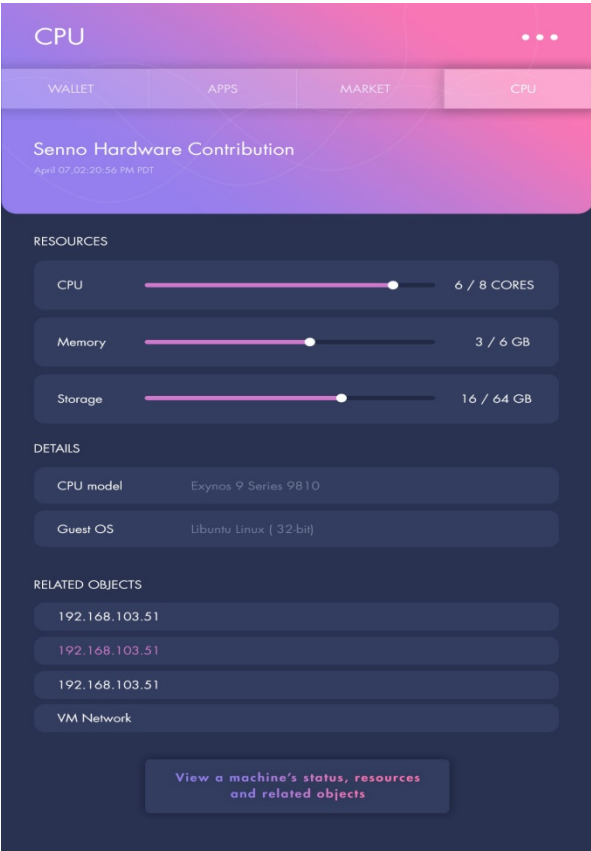 CPU
WALLET APPS MARKET CPU
Senno Hardware Contribution
April 07,02:20:56 PM PDT
RESOURCES
CPU 6 / 8 CORES
Memory 3 / 6 GB
Storage 16 / 64 GB
DETAILS
CPU model Exynos 9 Series 9810
Guest OS Libuntu Linux ( 32-bit)
RELATED OBJECTS
192.168.103.51
192.168.103.51
192.168.103.51
VM Network
View a machine's status, resources
and related objects